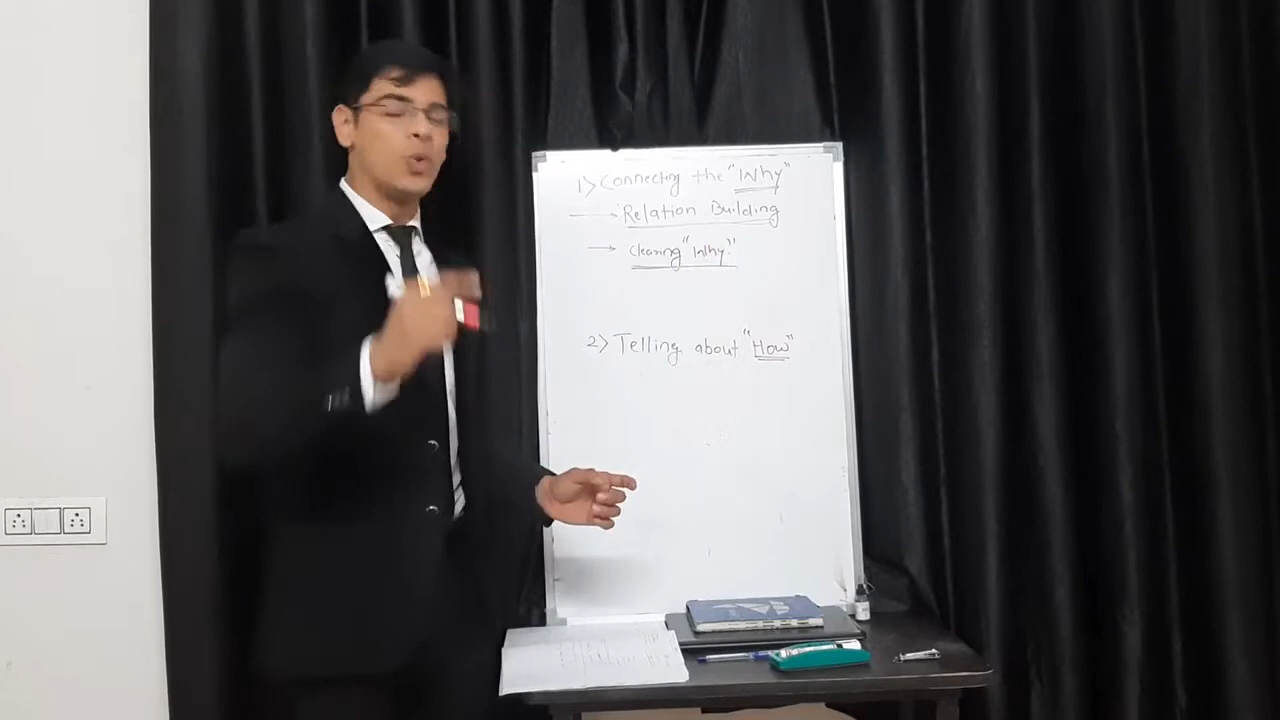 1> Connecting the "Why"
→ Relation Building
→ Clearing "Why"
2> Telling about "How"